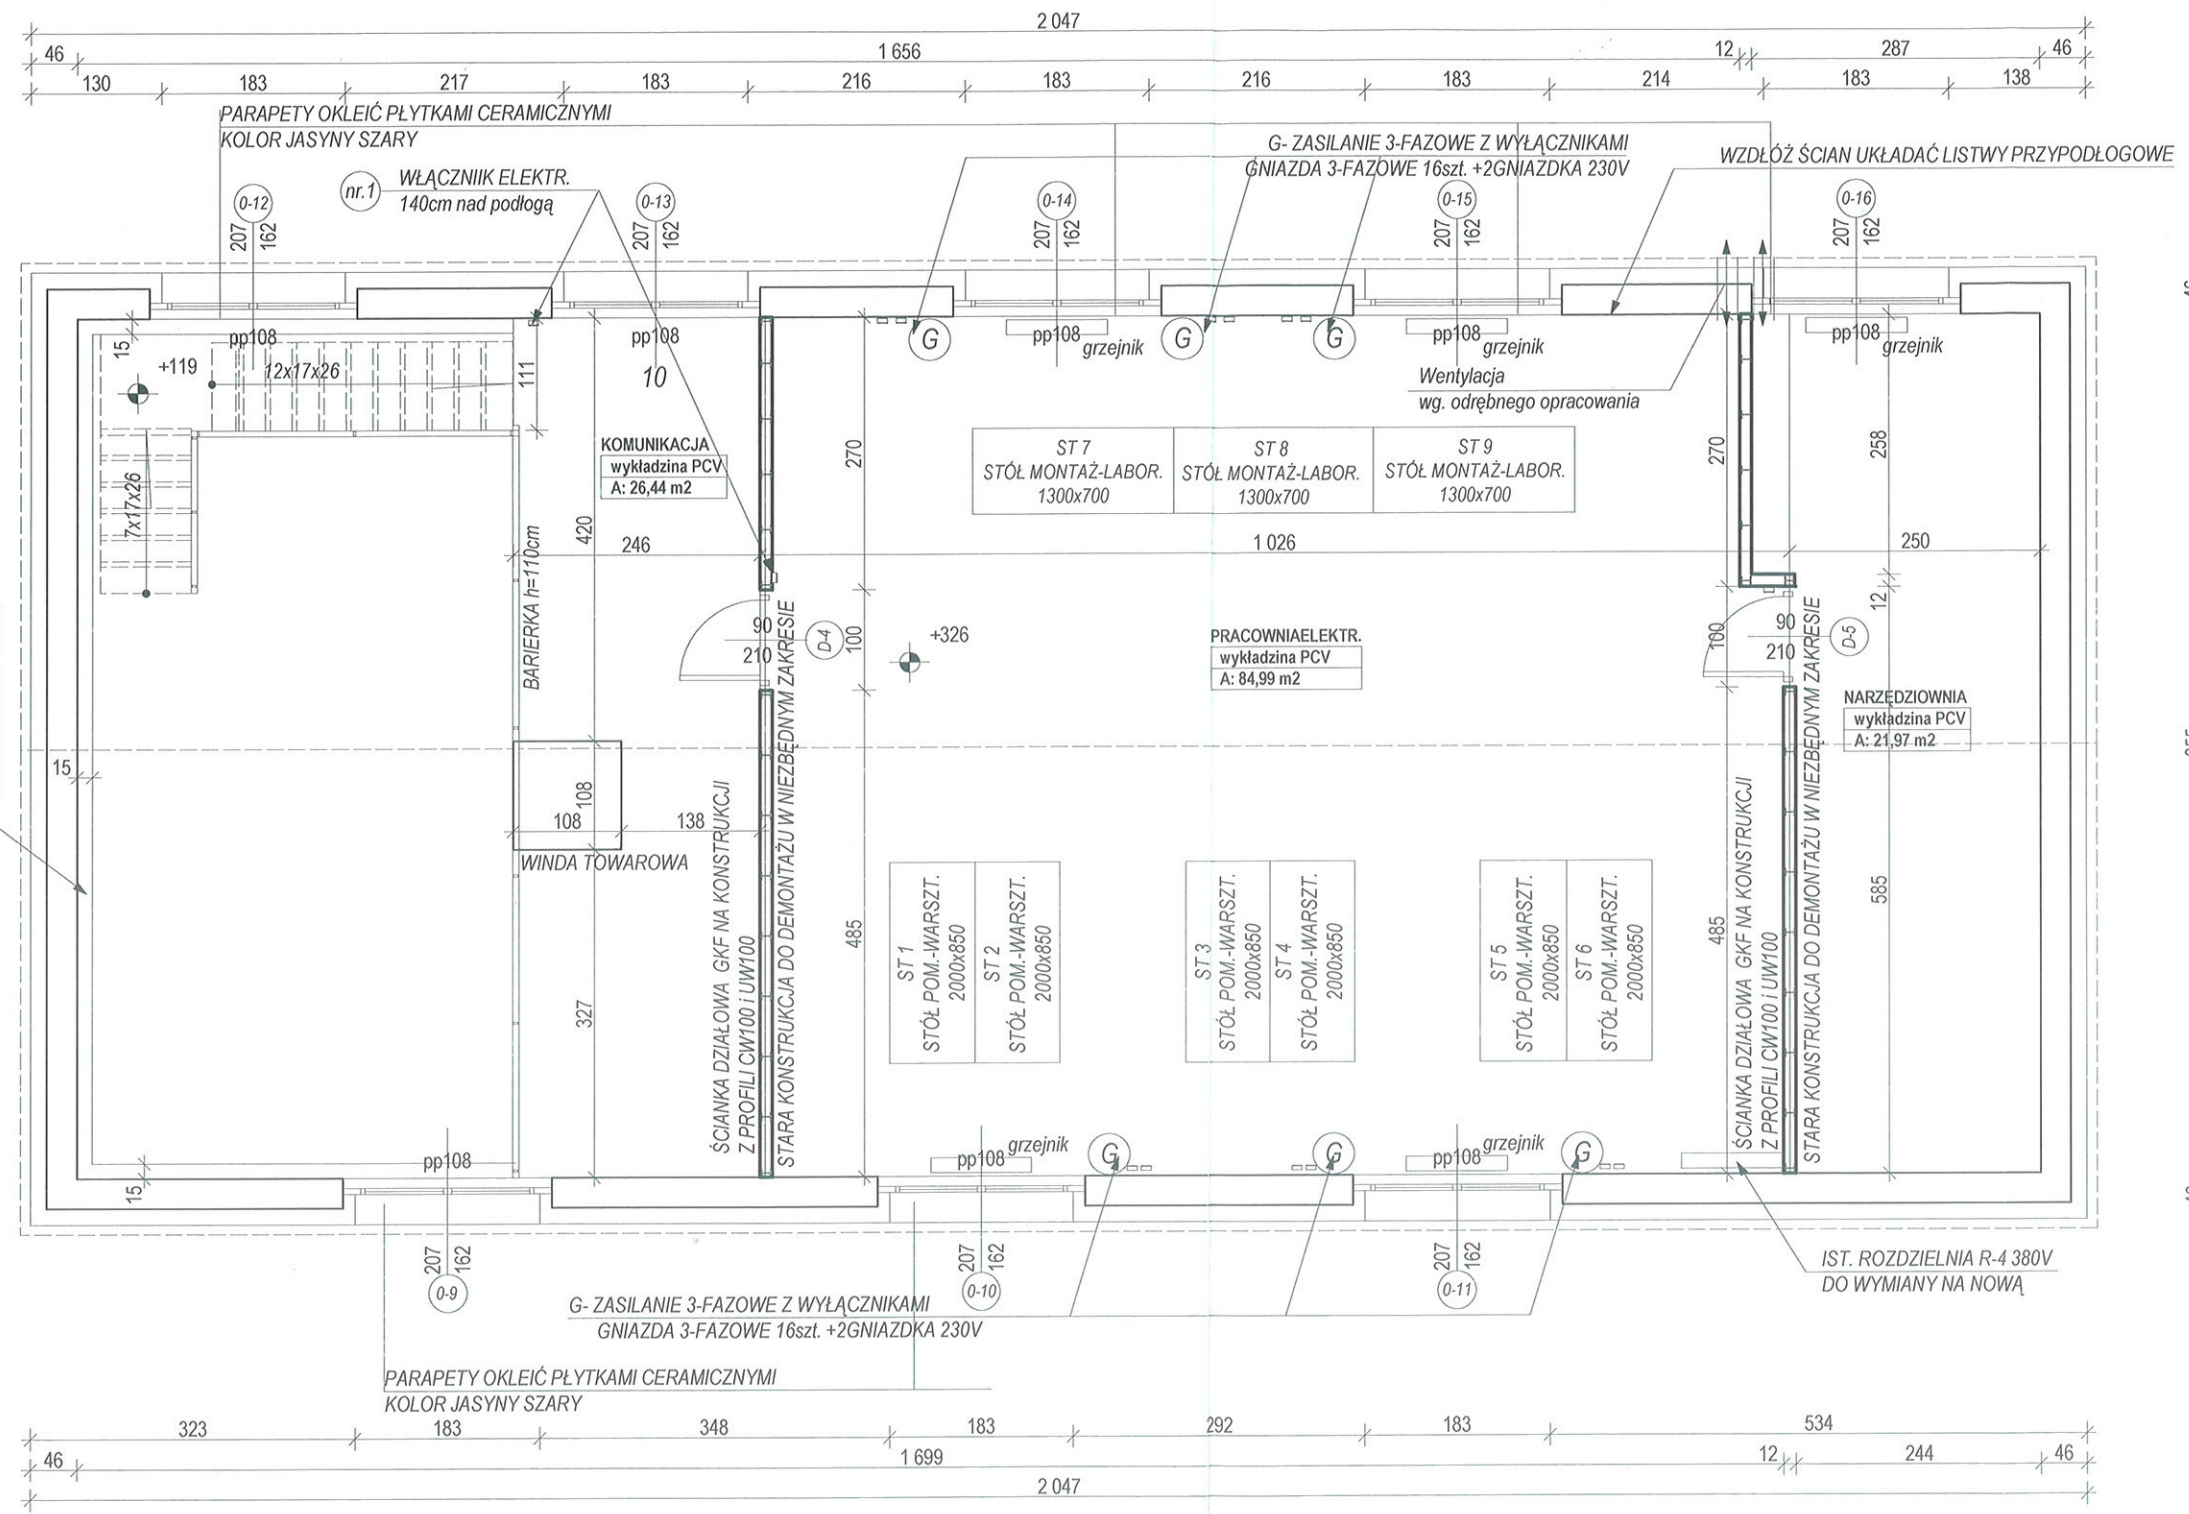 2 047
46
1 656
12
287
46
130
183
217
183
216
183
216
183
214
183
138
PARAPETY OKLEIĆ PŁYTKAMI CERAMICZNYMI
KOLOR JASYNY SZARY
G- ZASILANIE 3-FAZOWE Z WYŁĄCZNIKAMI
GNIAZDA 3-FAZOWE 16szt. +2GNIAZDKA 230V
WZDŁÓŻ ŚCIAN UKŁADAĆ LISTWY PRZYPODŁOGOWE
nr.1
WŁĄCZNIIK ELEKTR.
140cm nad podłogą
0-12
207
162
0-13
207
162
0-14
207
162
0-15
207
162
0-16
207
162
pp108
pp108
pp108
grzejnik
pp108
grzejnik
pp108
grzejnik
G
G
G
15
+119
12x17x26
111
10
7x17x26
Wentylacja
wg. odrębnego opracowania
KOMUNIKACJA
wykładzina PCV
A: 26,44 m2
ST 7
STÓŁ MONTAŻ-LABOR.
1300x700
ST 8
STÓŁ MONTAŻ-LABOR.
1300x700
ST 9
STÓŁ MONTAŻ-LABOR.
1300x700
270
270
258
420
246
1 026
250
BARIERKA h=110cm
12
90
210
D-4
100
+326
PRACOWNIAELEKTR.
wykładzina PCV
A: 84,99 m2
100
90
210
D-5
NARZĘDZIOWNIA
wykładzina PCV
A: 21,97 m2
15
108
108
138
WINDA TOWAROWA
ŚCIANKA DZIAŁOWA GKF NA KONSTRUKCJI
Z PROFILI CW100 i UW100
STARA KONSTRUKCJA DO DEMONTAŻU W NIEZBĘDNYM ZAKRESIE
ŚCIANKA DZIAŁOWA GKF NA KONSTRUKCJI
Z PROFILI CW100 i UW100
STARA KONSTRUKCJA DO DEMONTAŻU W NIEZBĘDNYM ZAKRESIE
327
485
485
585
ST 1
STÓŁ POM.-WARSZT.
2000x850
ST 2
STÓŁ POM.-WARSZT.
2000x850
ST 3
STÓŁ POM.-WARSZT.
2000x850
ST 4
STÓŁ POM.-WARSZT.
2000x850
ST 5
STÓŁ POM.-WARSZT.
2000x850
ST 6
STÓŁ POM.-WARSZT.
2000x850
15
pp108
pp108
grzejnik
G
G
pp108
grzejnik
G
207
162
0-9
207
162
0-10
207
162
0-11
IST. ROZDZIELNIA R-4 380V
DO WYMIANY NA NOWĄ
G- ZASILANIE 3-FAZOWE Z WYŁĄCZNIKAMI
GNIAZDA 3-FAZOWE 16szt. +2GNIAZDKA 230V
PARAPETY OKLEIĆ PŁYTKAMI CERAMICZNYMI
KOLOR JASYNY SZARY
323
183
348
183
292
183
534
46
1 699
12
244
46
2 047